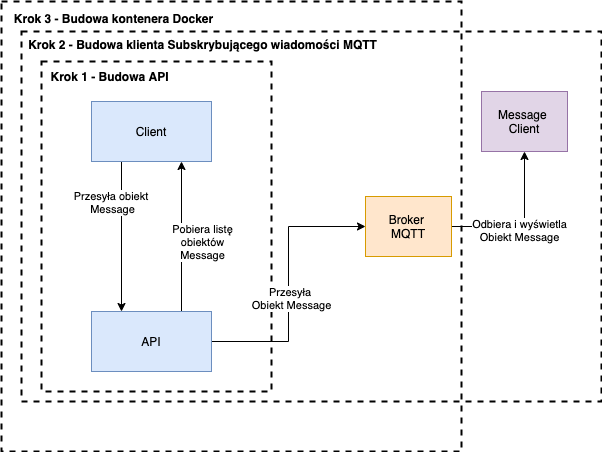 Krok 3 - Budowa kontenera Docker
Krok 2 - Budowa klienta Subskrybującego wiadomości MQTT
Krok 1 - Budowa API
Client
Message
Client
Przesyła obiekt
Message
Pobiera listę
obiektów
Message
Broker
MQTT
Odbiera i wyświetla
Obiekt Message
Przesyła
Obiekt Message
API